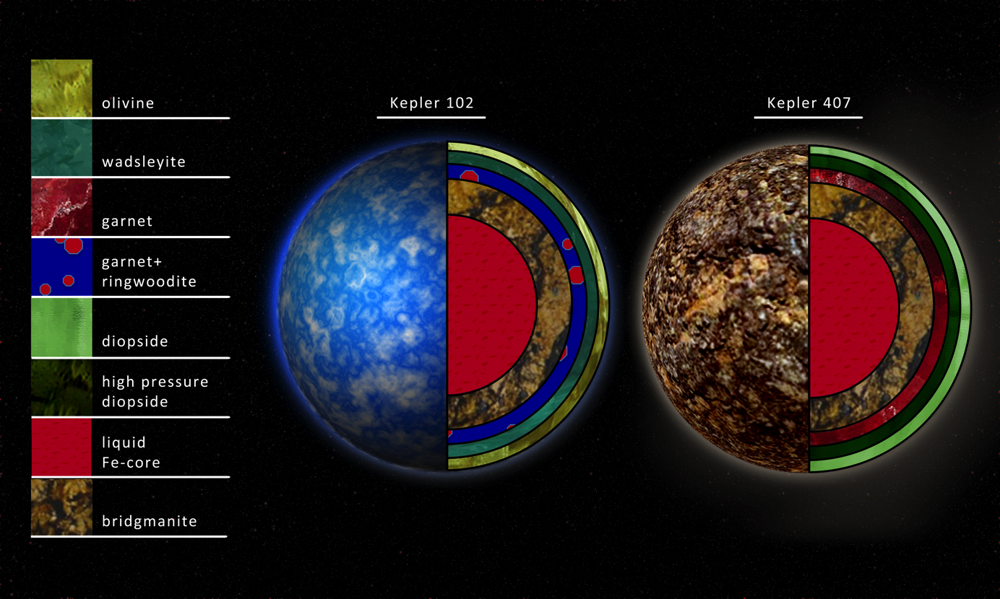 Kepler 102
Kepler 407
olivine
wadsleyite
garnet
garnet+
ringwoodite
diopside
high pressure
diopside
liquid
Fe-core
bridgmanite